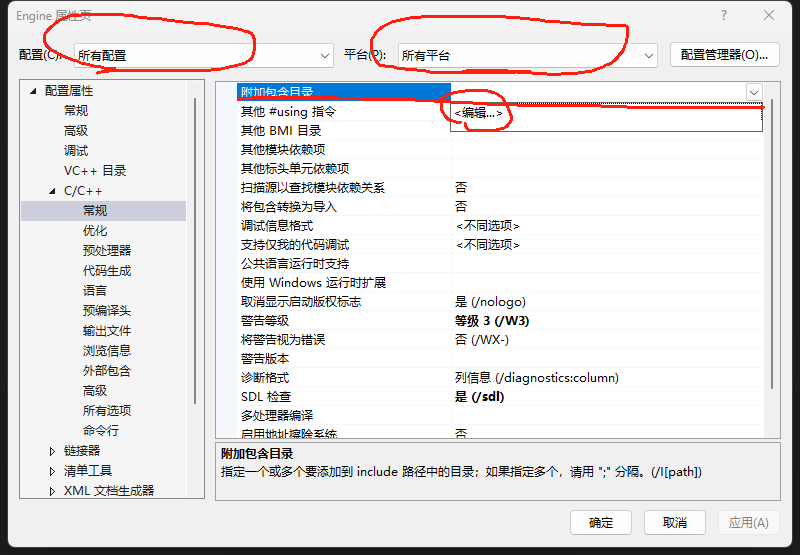 Engine 属性页
配置(C): 所有配置 平台(P): 所有平台 配置管理器(O)...
配置属性
常规
高级
调试
VC++ 目录
C/C++
常规
优化
预处理器
代码生成
语言
预编译头
输出文件
浏览信息
外部包含
高级
所有选项
命令行
链接器
清单工具
XML 文档生成器
附加包含目录
其他 #using 指令 <编辑...>
其他 BMI 目录
其他模块依赖项
其他标头单元依赖项
扫描源以查找模块依赖关系 否
将包含转换为导入 否
调试信息格式 <不同选项>
支持仅我的代码调试 <不同选项>
公共语言运行时支持
使用 Windows 运行时扩展
取消显示启动版权标志 是 (/nologo)
警告等级 等级 3 (/W3)
将警告视为错误 否 (/WX-)
警告版本
诊断格式 列信息 (/diagnostics:column)
SDL 检查 是 (/sdl)
多处理器编译
启用地址擦除系统 否
附加包含目录
指定一个或多个要添加到 include 路径中的目录；如果指定多个，请用 ";" 分隔。(/I[path])
确定 取消 应用(A)